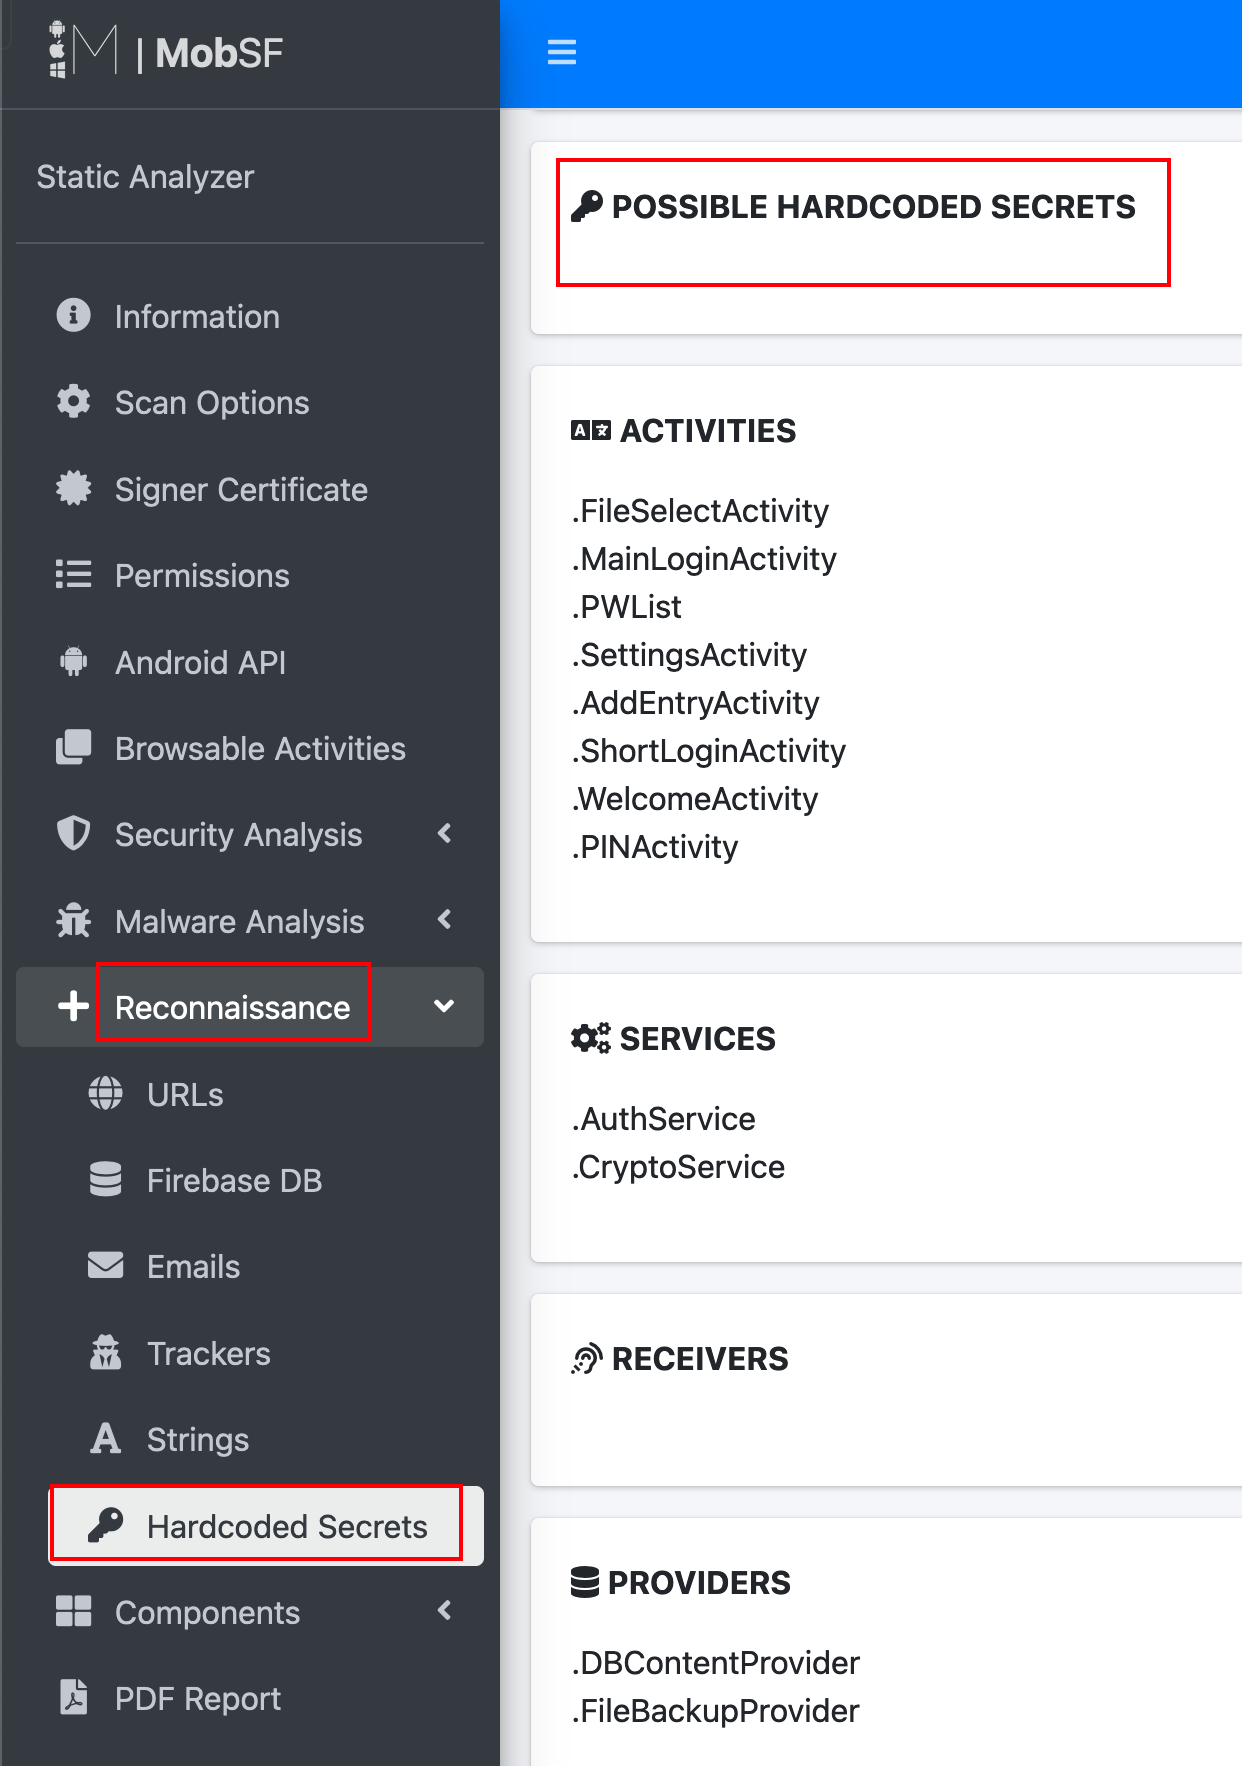 M | MobSF
Static Analyzer
Information
Scan Options
Signer Certificate
Permissions
Android API
Browsable Activities
Security Analysis
Malware Analysis
Reconnaissance
URLs
Firebase DB
Emails
Trackers
Strings
Hardcoded Secrets
Components
PDF Report
POSSIBLE HARDCODED SECRETS
ACTIVITIES
.FileSelectActivity
.MainLoginActivity
.PWList
.SettingsActivity
.AddEntryActivity
.ShortLoginActivity
.WelcomeActivity
.PINActivity
SERVICES
.AuthService
.CryptoService
RECEIVERS
PROVIDERS
.DBContentProvider
.FileBackupProvider